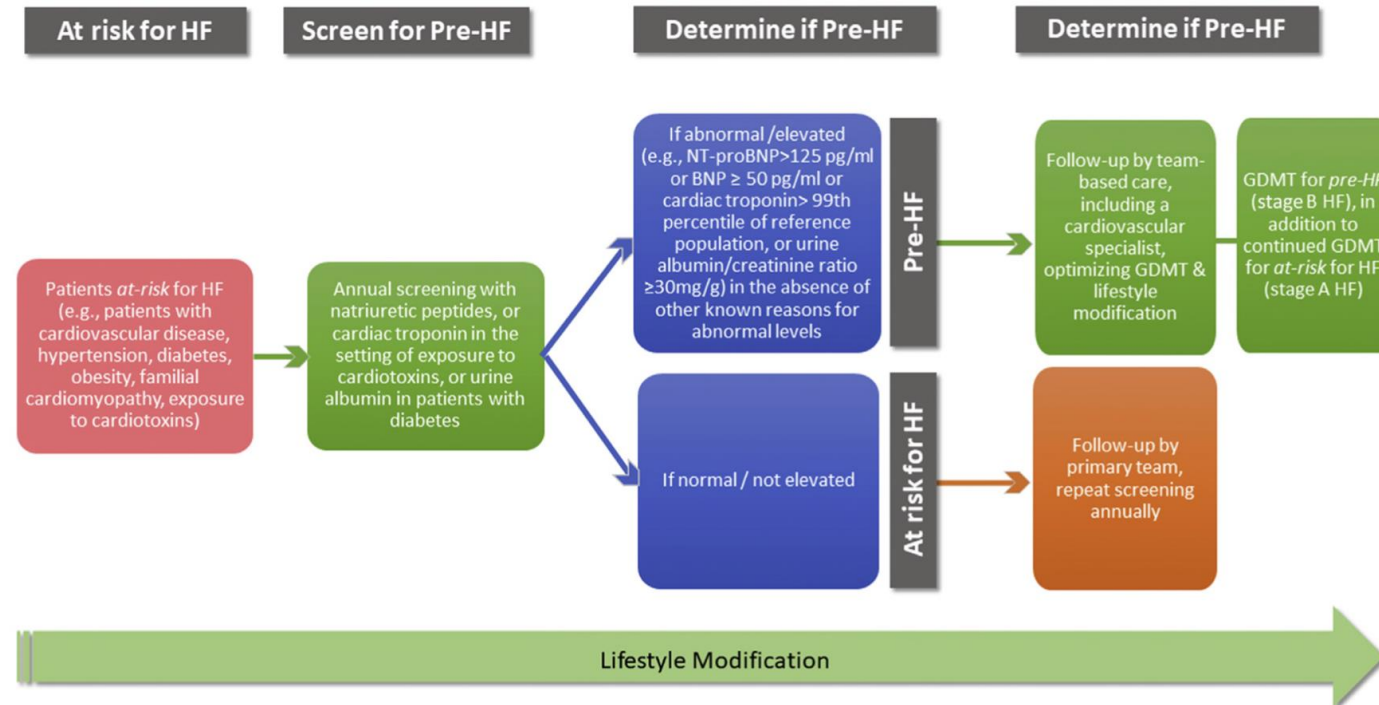 At risk for HF
Screen for Pre-HF
Determine if Pre-HF
Determine if Pre-HF
Patients at-risk for HF
(e.g., patients with
cardiovascular disease,
hypertension, diabetes,
obesity, familial
cardiomyopathy, exposure
to cardiotoxins)
Annual screening with
natriuretic peptides, or
cardiac troponin in the
setting of exposure to
cardiotoxins, or urine
albumin in patients with
diabetes
If abnormal /elevated
(e.g., NT-proBNP>125 pg/ml
or BNP ≥ 50 pg/ml or
cardiac troponin> 99th
percentile of reference
population, or urine
albumin/creatinine ratio
≥30mg/g) in the absence of
other known reasons for
abnormal levels
Pre-HF
Follow-up by team-
based care,
including a
cardiovascular
specialist,
optimizing GDMT &
lifestyle
modification
GDMT for pre-HF
(stage B HF), in
addition to
continued GDMT
for at-risk for HF
(stage A HF)
If normal / not elevated
At risk for HF
Follow-up by
primary team,
repeat screening
annually
Lifestyle Modification